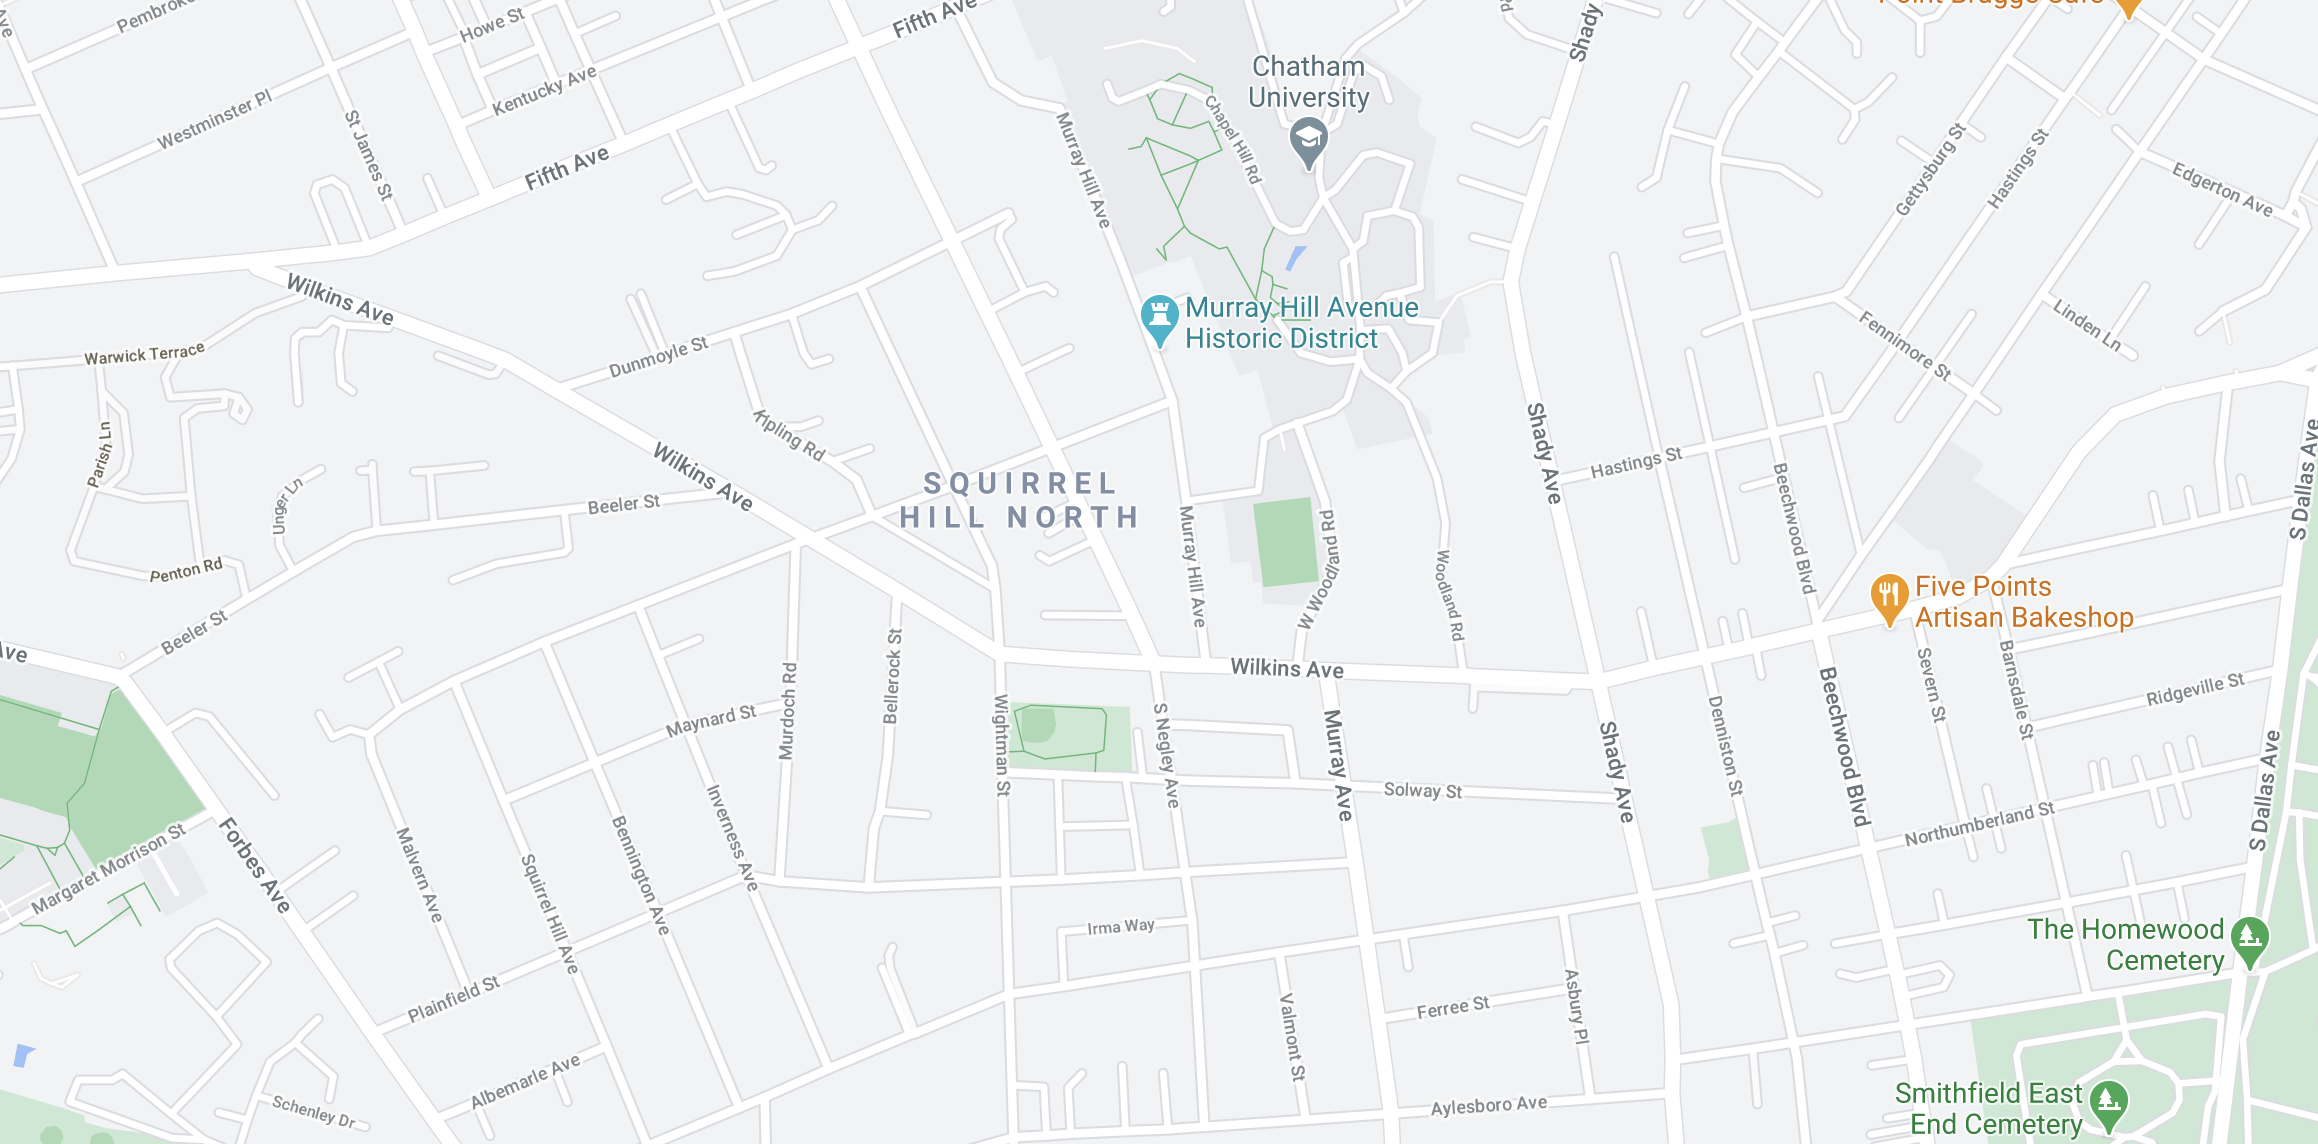 Pembroke
Howe St
Fifth Ave
Shady
Chatham
University
Kentucky Ave
Westminster Pl
St James St
Fifth Ave
Murray Hill Ave
Chapel Hill Rd
Gettysburg St
Hastings St
Edgerton Ave
Wilkins Ave
Murray Hill Avenue
Historic District
Warwick Terrace
Dunmoyle St
Fennimore St
Linden Ln
Parish Ln
Kipling Rd
Wilkins Ave
Shady Ave
Hastings St
S Dallas Ave
SQUIRREL
HILL NORTH
Unger Ln
Beeler St
Murray Hill Ave
W Woodland Rd
Woodland Rd
Beechwood Blvd
Penton Rd
Five Points
Artisan Bakeshop
Beeler St
Ave
Bellerock St
Murdoch Rd
Wilkins Ave
Severn St
Barnsdale St
Ridgeville St
Maynard St
Wightman St
S Negley Ave
Murray Ave
Shady Ave
Denniston St
Beechwood Blvd
S Dallas Ave
Solway St
Inverness Ave
Northumberland St
Margaret Morrison St
Forbes Ave
Malvern Ave
Squirrel Hill Ave
Bennington Ave
Irma Way
The Homewood
Cemetery
Plainfield St
Valmont St
Ferree St
Asbury Pl
Albemarle Ave
Schenley Dr
Aylesboro Ave
Smithfield East
End Cemetery